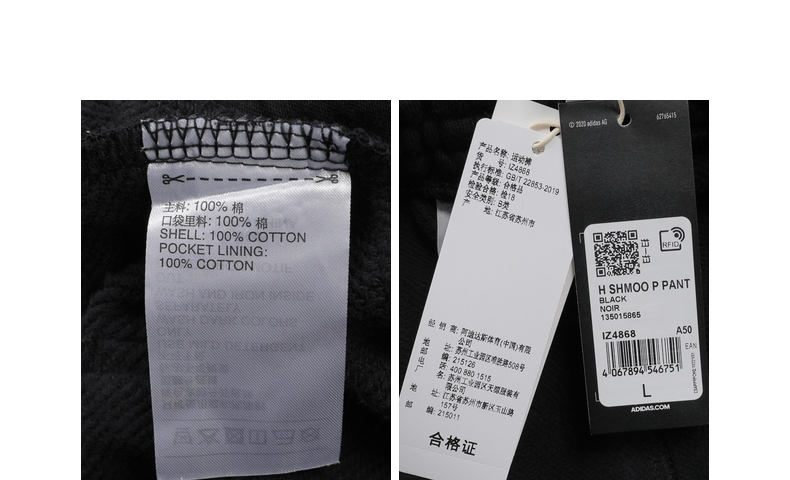 主料: 100% 棉
口袋里料: 100% 棉
SHELL: 100% COTTON
POCKET LINING:
100% COTTON
产品名称: 运动裤
货 号: IZ4868
执行标准: GB/T 22853-2019
产品等级: 合格品
检验合格: 检18
安全类别: B类
产 地: 江苏省苏州市
经 销 商: 阿迪达斯体育(中国)有限
公司
地 址: 苏州工业园区鸣胜路508号
邮 编: 215126
电 话: 400 880 1515
厂 名: 苏州工业园区天源服装有
限公司
地 址: 江苏省苏州市新区玉山路
157号
邮 编: 215011
合格证
© 2020 adidas AG
6Z765415
RFID
H SHMOO P PANT
BLACK
NOIR
135015865
IZ4868
A50
EAN
4 067894 546751
L
ADIDAS.COM